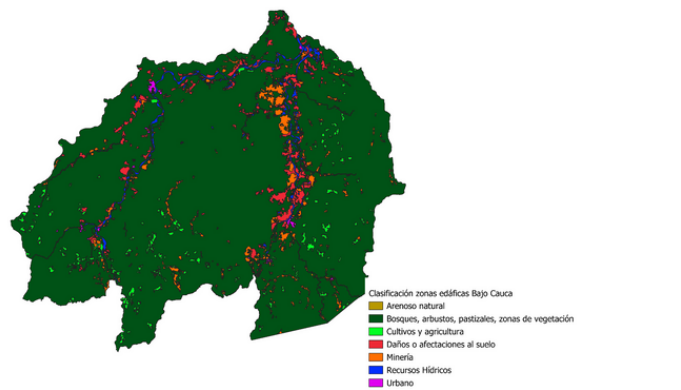 Clasificación zonas edáficas Bajo Cauca
Arenoso natural
Bosques, arbustos, pastizales, zonas de vegetación
Cultivos y agricultura
Daños o afectaciones al suelo
Minería
Recursos Hídricos
Urbano